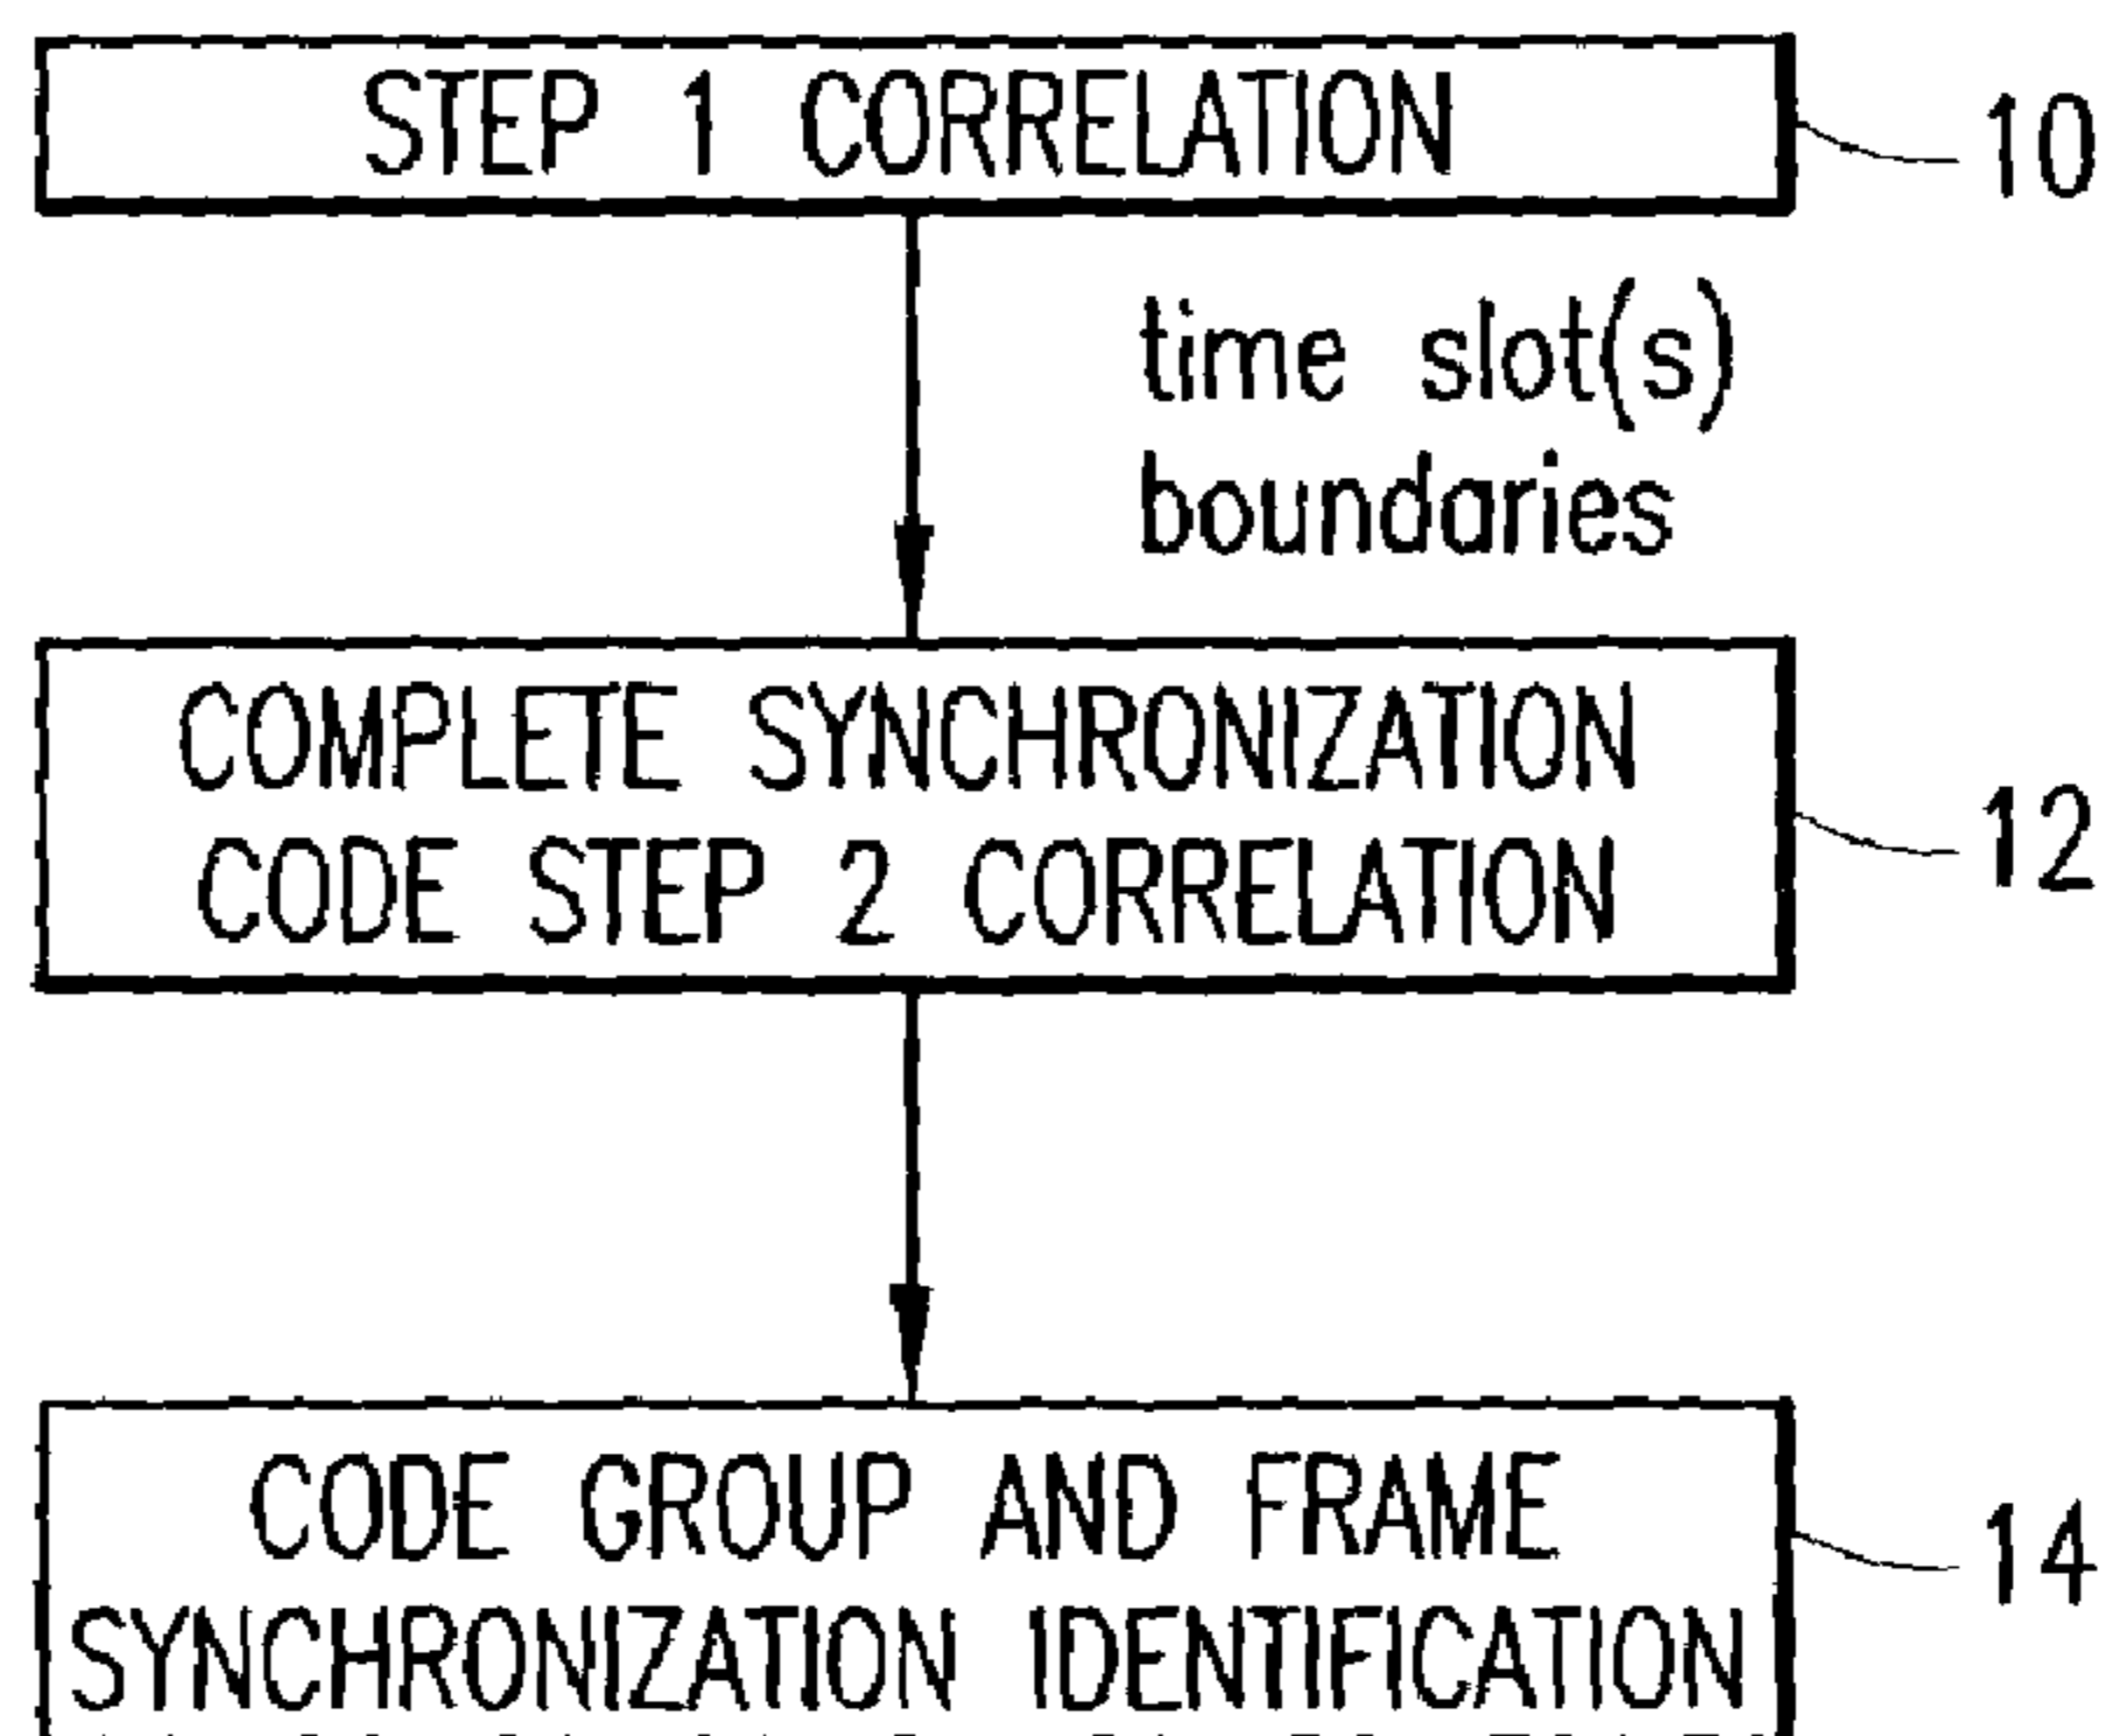 STEP 1 CORRELATION
10
time slot(s)
boundaries
COMPLETE SYNCHRONIZATION
CODE STEP 2 CORRELATION
12
CODE GROUP AND FRAME
SYNCHRONIZATION IDENTIFICATION
14